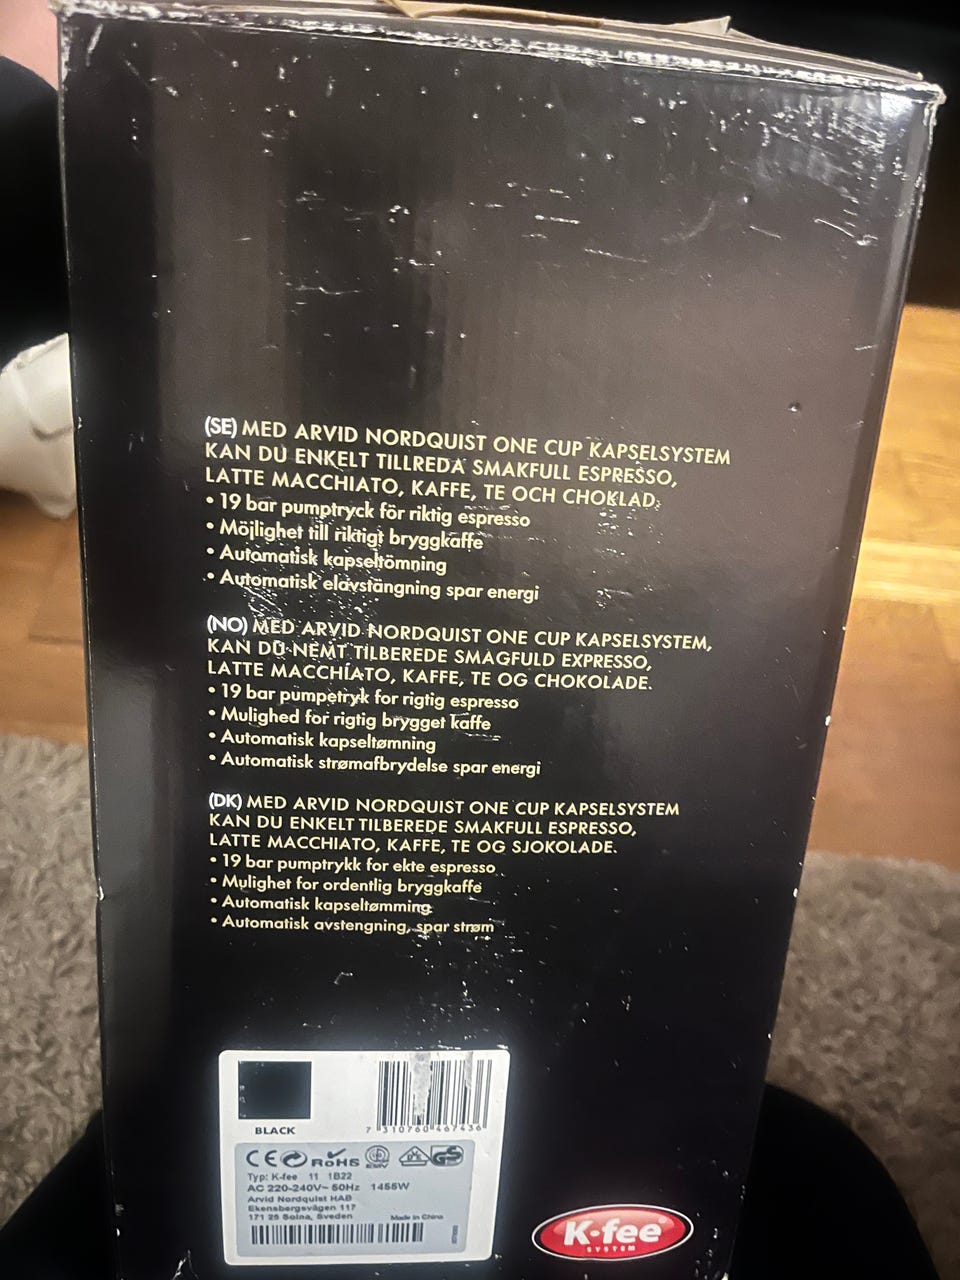 (SE) MED ARVID NORDQUIST ONE CUP KAPSELSYSTEM
KAN DU ENKELT TILLREDA SMAKFULL ESPRESSO,
LATTE MACCHIATO, KAFFE, TE OCH CHOKLAD.
• 19 bar pumptryck för riktig espresso
• Möjlighet till riktigt bryggkaffe
• Automatisk kapseltömning
• Automatisk elavstängning spar energi
(NO) MED ARVID NORDQUIST ONE CUP KAPSELSYSTEM,
KAN DU NEMT TILBEREDE SMAGFULD EXPRESSO,
LATTE MACCHIATO, KAFFE, TE OG CHOKOLADE.
• 19 bar pumpetryk for rigtig espresso
• Mulighed for rigtig brygget kaffe
• Automatisk kapseltømning
• Automatisk strømafbrydelse spar energi
(DK) MED ARVID NORDQUIST ONE CUP KAPSELSYSTEM
KAN DU ENKELT TILBEREDE SMAKFULL ESPRESSO,
LATTE MACCHIATO, KAFFE, TE OG SJOKOLADE.
• 19 bar pumptrykk for ekte espresso
• Mulighet for ordentlig bryggkaffe
• Automatisk kapseltømming
• Automatisk avstengning, spar strøm
BLACK
7 310760 467436
CE RoHS EMV GS
Typ: K-fee 11 1B22
AC 220-240V~ 50Hz 1455W
Arvid Nordquist HAB
Ekensbergsvägen 117
171 25 Solna, Sweden Made in China
K-fee
SYSTEM